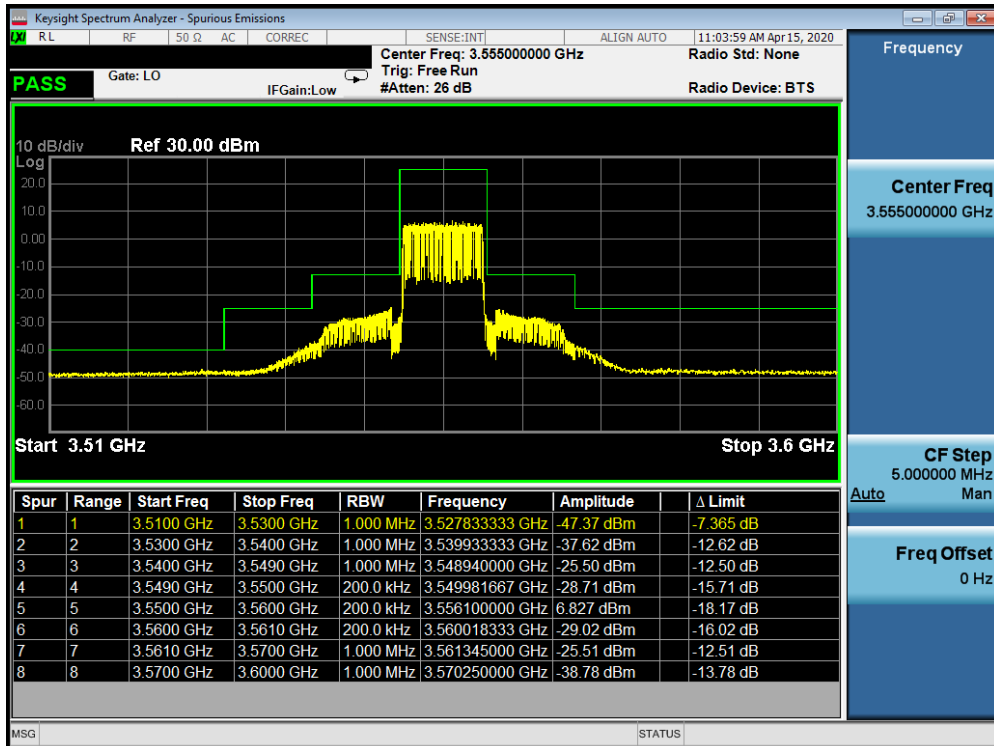 Keysight Spectrum Analyzer - Spurious Emissions
LXI RL RF 50 Ω AC CORREC SENSE:INT ALIGN AUTO 11:03:59 AM Apr 15, 2020
Center Freq: 3.555000000 GHz Radio Std: None
PASS Gate: LO Trig: Free Run
IFGain:Low #Atten: 26 dB Radio Device: BTS
Frequency
10 dB/div Ref 30.00 dBm
Log
20.0
10.0
0.00
-10.0
-20.0
-30.0
-40.0
-50.0
-60.0
Start 3.51 GHz Stop 3.6 GHz
Center Freq
3.555000000 GHz
CF Step
5.000000 MHz
Auto Man
Freq Offset
0 Hz
Spur Range Start Freq Stop Freq RBW Frequency Amplitude Δ Limit
1 1 3.5100 GHz 3.5300 GHz 1.000 MHz 3.527833333 GHz -47.37 dBm -7.365 dB
2 2 3.5300 GHz 3.5400 GHz 1.000 MHz 3.539933333 GHz -37.62 dBm -12.62 dB
3 3 3.5400 GHz 3.5490 GHz 1.000 MHz 3.548940000 GHz -25.50 dBm -12.50 dB
4 4 3.5490 GHz 3.5500 GHz 200.0 kHz 3.549981667 GHz -28.71 dBm -15.71 dB
5 5 3.5500 GHz 3.5600 GHz 200.0 kHz 3.556100000 GHz 6.827 dBm -18.17 dB
6 6 3.5600 GHz 3.5610 GHz 200.0 kHz 3.560018333 GHz -29.02 dBm -16.02 dB
7 7 3.5610 GHz 3.5700 GHz 1.000 MHz 3.561345000 GHz -25.51 dBm -12.51 dB
8 8 3.5700 GHz 3.6000 GHz 1.000 MHz 3.570250000 GHz -38.78 dBm -13.78 dB
MSG STATUS